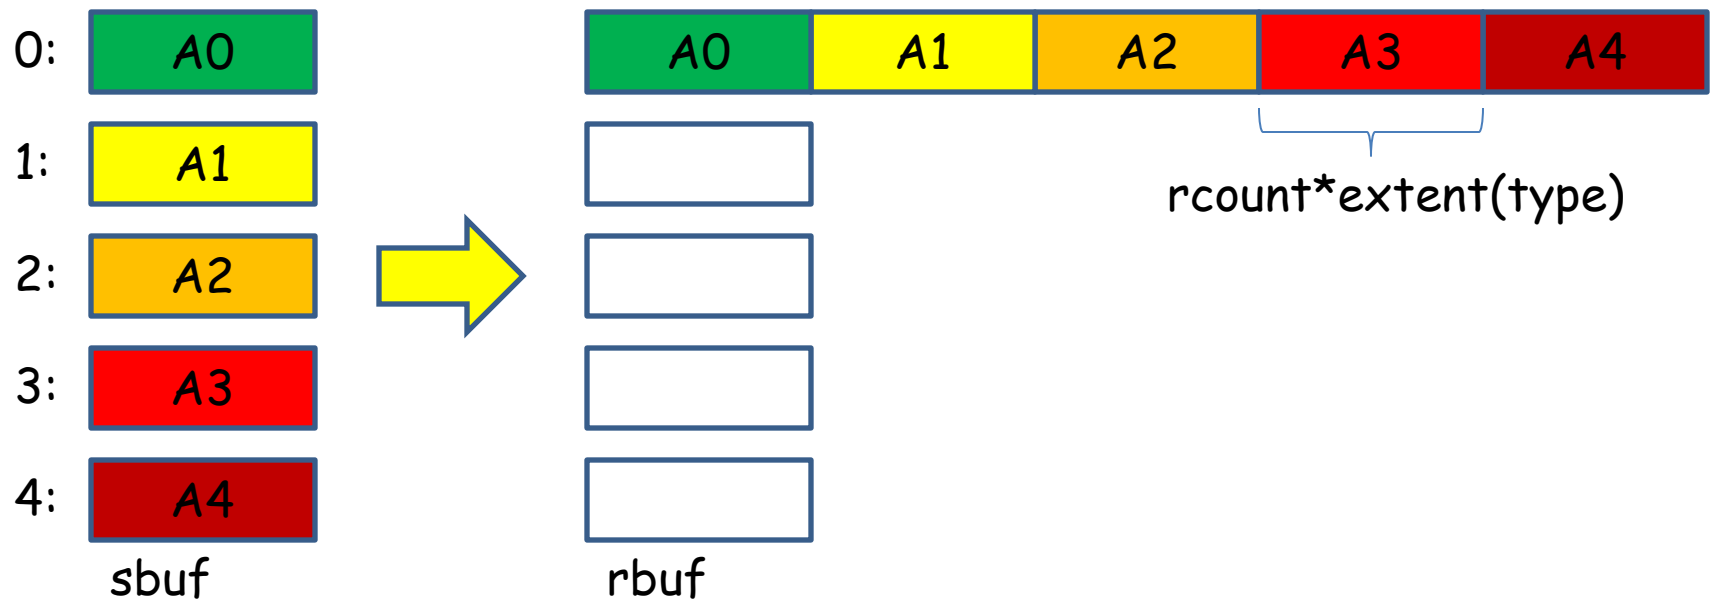 0: A0 A0 A1 A2 A3 A4
1: A1
rcount*extent(type)
2: A2
3: A3
4: A4
sbuf rbuf